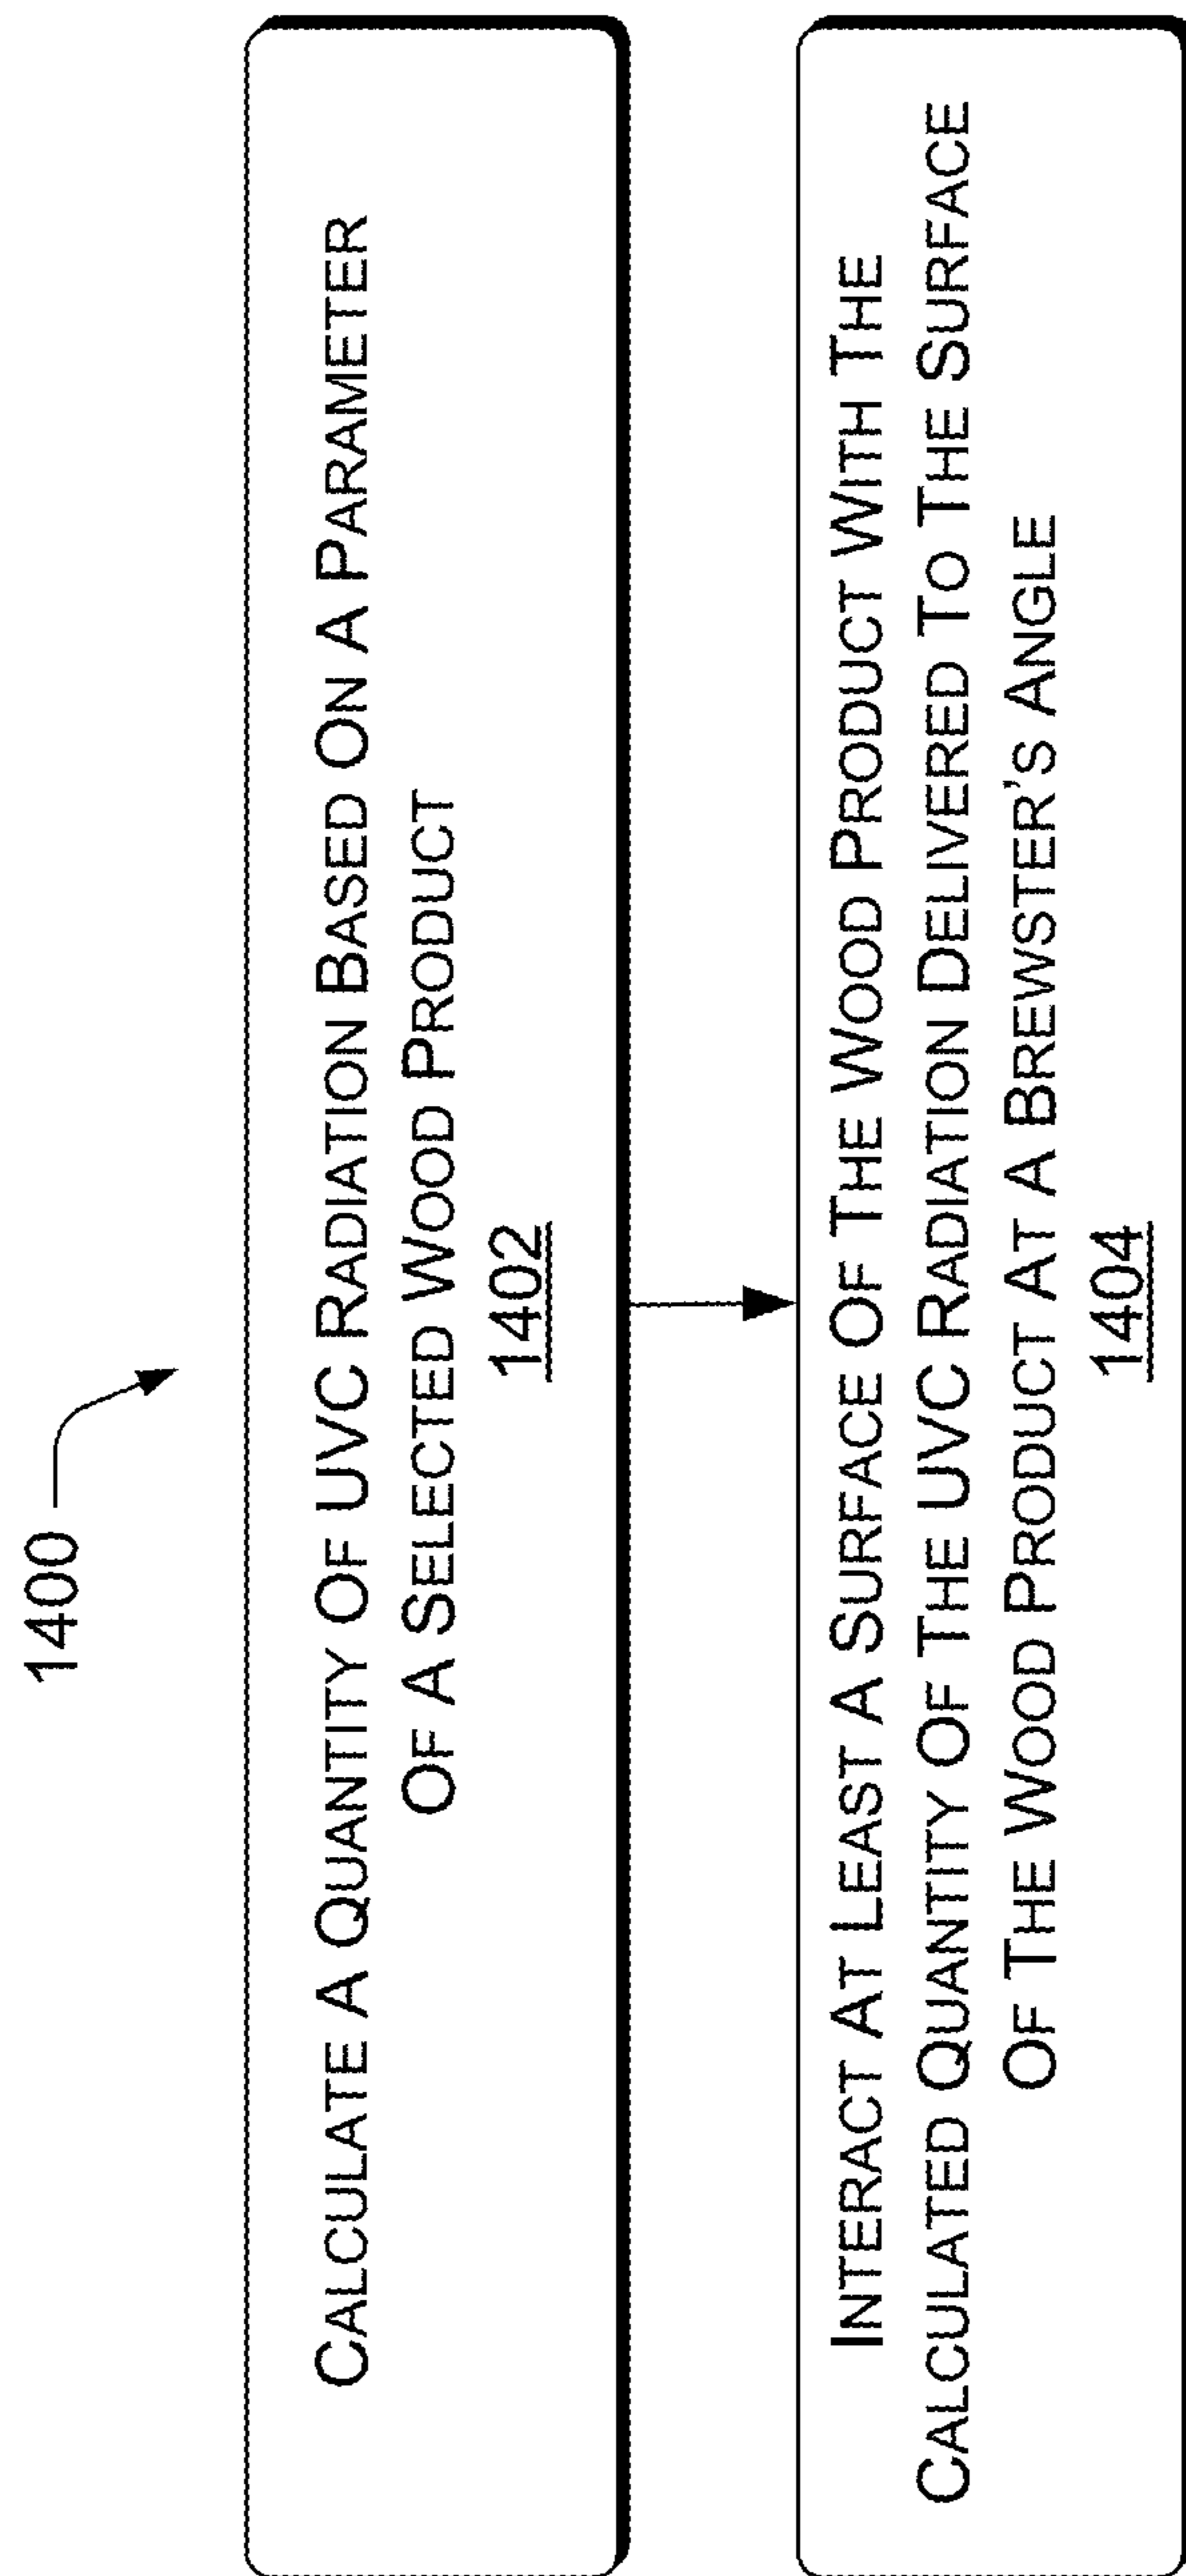 1400
CALCULATE A QUANTITY OF UVC RADIATION BASED ON A PARAMETER
OF A SELECTED WOOD PRODUCT
1402
INTERACT AT LEAST A SURFACE OF THE WOOD PRODUCT WITH THE
CALCULATED QUANTITY OF THE UVC RADIATION DELIVERED TO THE SURFACE
OF THE WOOD PRODUCT AT A BREWSTER'S ANGLE
1404